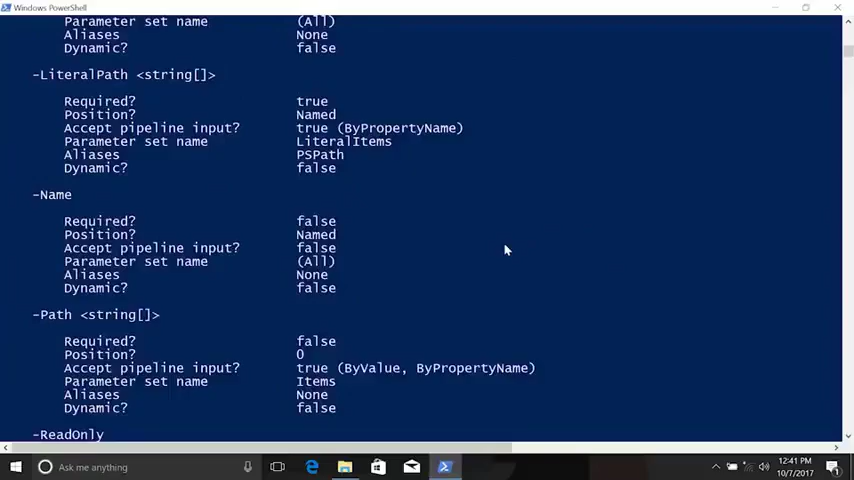 Windows PowerShell
Parameter set name (All)
Aliases None
Dynamic? false
-LiteralPath <string[]>
Required? true
Position? Named
Accept pipeline input? true (ByPropertyName)
Parameter set name LiteralItems
Aliases PSPath
Dynamic? false
-Name
Required? false
Position? Named
Accept pipeline input? false
Parameter set name (All)
Aliases None
Dynamic? false
-Path <string[]>
Required? false
Position? 0
Accept pipeline input? true (ByValue, ByPropertyName)
Parameter set name Items
Aliases None
Dynamic? false
-ReadOnly
Ask me anything
12:41 PM
10/7/2017
1